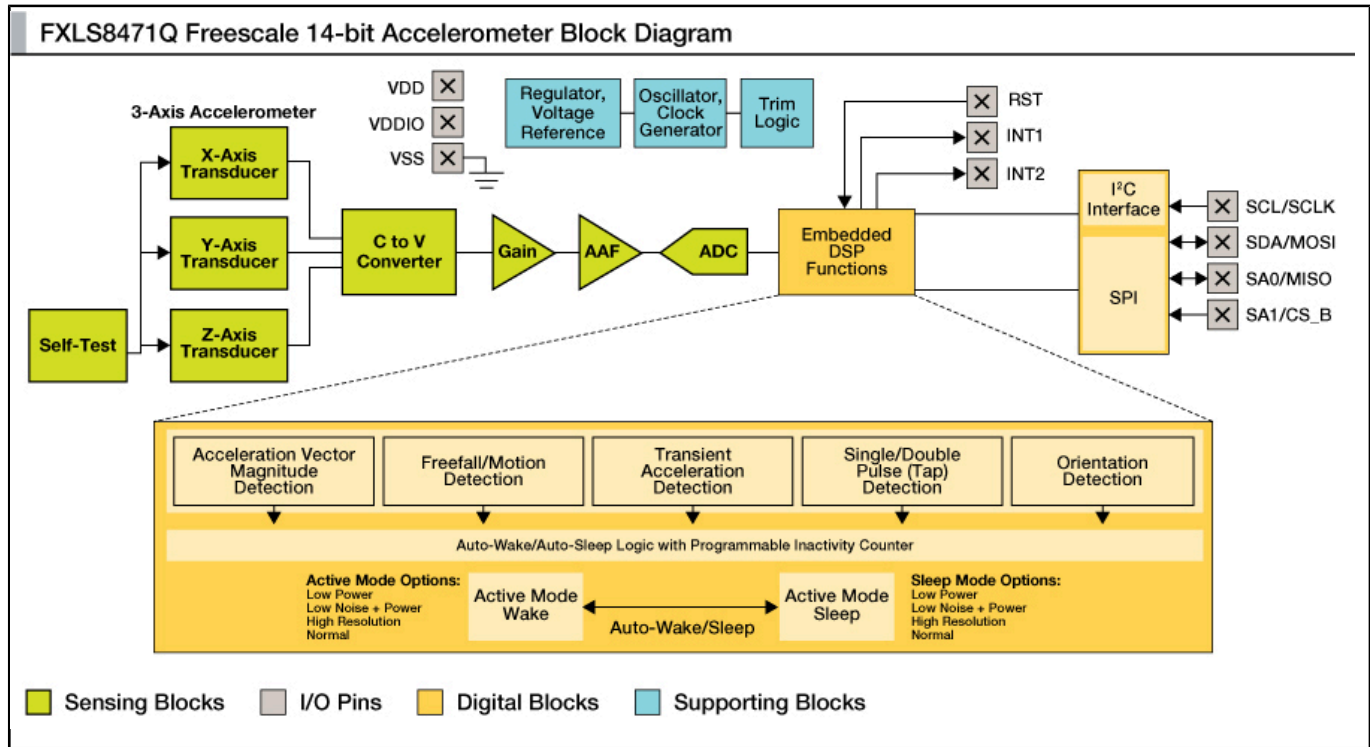 FXLS8471Q Freescale 14-bit Accelerometer Block Diagram
3-Axis Accelerometer
X-Axis
Transducer
Y-Axis
Transducer
Z-Axis
Transducer
Self-Test
VDD
VDDIO
VSS
Regulator,
Voltage
Reference
Oscillator,
Clock
Generator
Trim
Logic
C to V
Converter
Gain
AAF
ADC
Embedded
DSP
Functions
RST
INT1
INT2
I²C
Interface
SPI
SCL/SCLK
SDA/MOSI
SA0/MISO
SA1/CS_B
Acceleration Vector
Magnitude
Detection
Freefall/Motion
Detection
Transient
Acceleration
Detection
Single/Double
Pulse (Tap)
Detection
Orientation
Detection
Auto-Wake/Auto-Sleep Logic with Programmable Inactivity Counter
Active Mode Options:
Low Power
Low Noise + Power
High Resolution
Normal
Active Mode
Wake
Auto-Wake/Sleep
Active Mode
Sleep
Sleep Mode Options:
Low Power
Low Noise + Power
High Resolution
Normal
Sensing Blocks
I/O Pins
Digital Blocks
Supporting Blocks